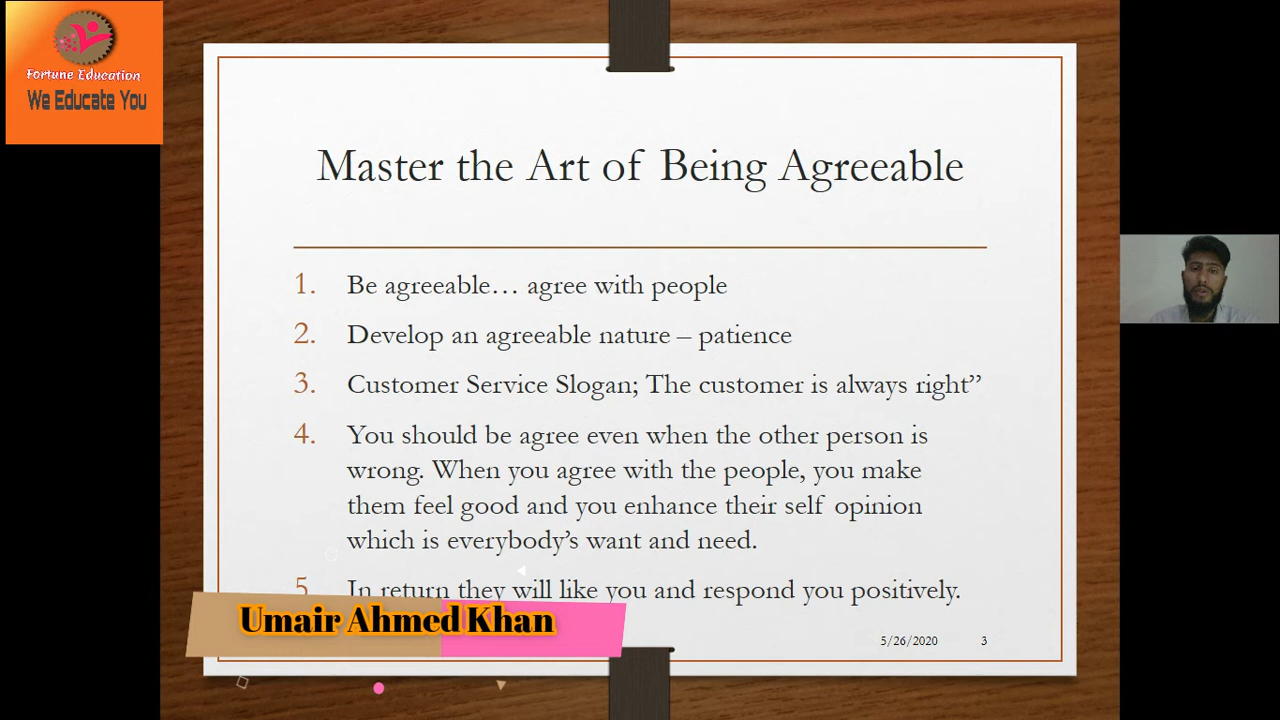 Fortune Education
We Educate You
Master the Art of Being Agreeable
1. Be agreeable… agree with people
2. Develop an agreeable nature – patience
3. Customer Service Slogan; The customer is always right”
4. You should be agree even when the other person is
wrong. When you agree with the people, you make
them feel good and you enhance their self opinion
which is everybody’s want and need.
5. In return they will like you and respond you positively.
Umair Ahmed Khan
5/26/2020 3